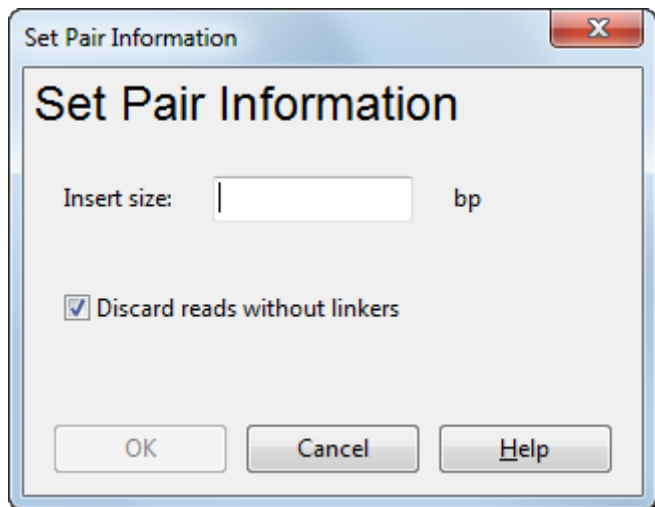 Set Pair Information
Set Pair Information
Insert size: bp
Discard reads without linkers
OK Cancel Help